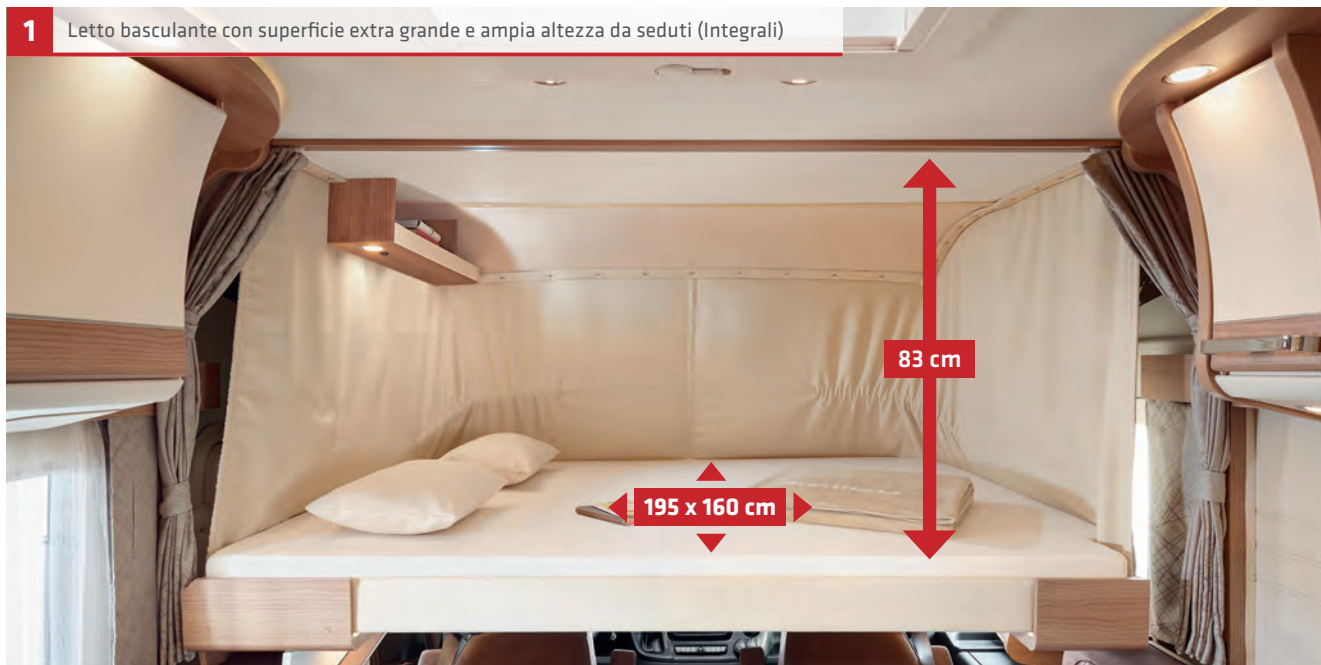 1 Letto basculante con superficie extra grande e ampia altezza da seduti (Integrali)
83 cm
195 x 160 cm